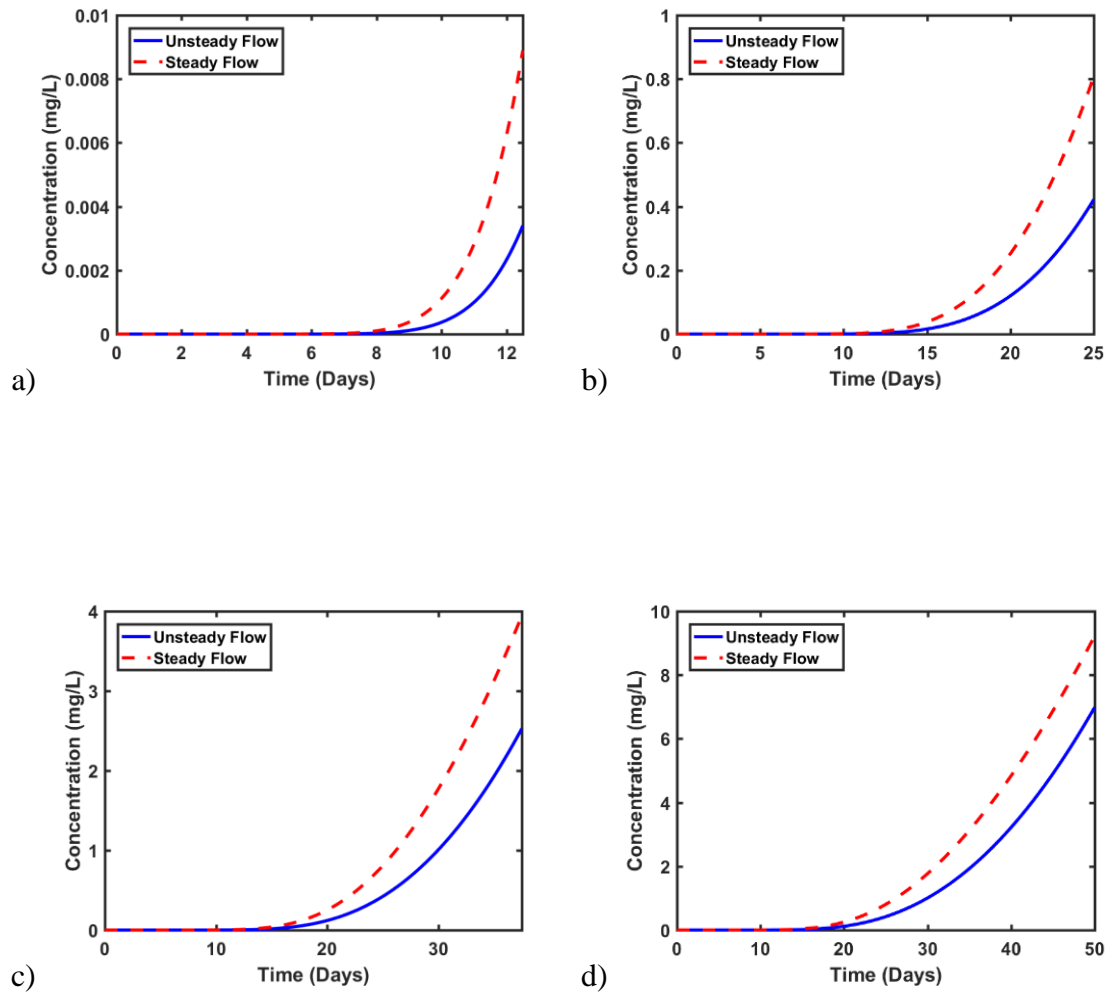 Unsteady Flow
Steady Flow
Concentration (mg/L)
0.01
0.008
0.006
0.004
0.002
0
0 2 4 6 8 10 12
Time (Days)
a)
Unsteady Flow
Steady Flow
Concentration (mg/L)
1
0.8
0.6
0.4
0.2
0
0 5 10 15 20 25
Time (Days)
b)
Unsteady Flow
Steady Flow
Concentration (mg/L)
4
3
2
1
0
0 10 20 30
Time (Days)
c)
Unsteady Flow
Steady Flow
Concentration (mg/L)
10
8
6
4
2
0
0 10 20 30 40 50
Time (Days)
d)